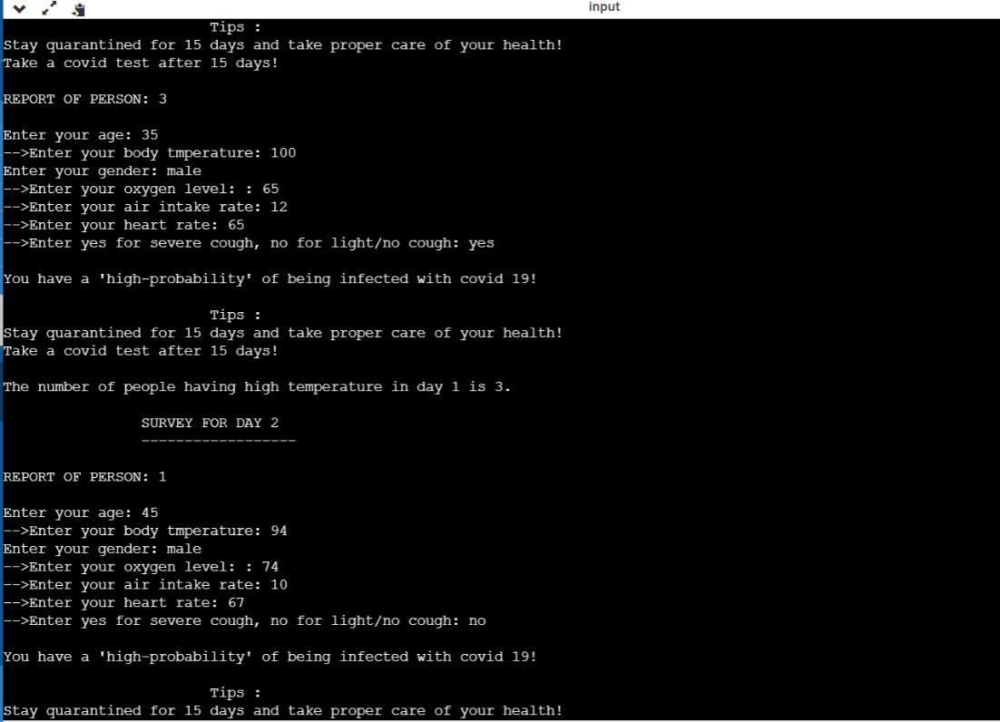 input
Tips :
Stay quarantined for 15 days and take proper care of your health!
Take a covid test after 15 days!
REPORT OF PERSON: 3
Enter your age: 35
-->Enter your body tmperature: 100
Enter your gender: male
-->Enter your oxygen level: : 65
-->Enter your air intake rate: 12
-->Enter your heart rate: 65
-->Enter yes for severe cough, no for light/no cough: yes
You have a 'high-probability' of being infected with covid 19!
Tips :
Stay quarantined for 15 days and take proper care of your health!
Take a covid test after 15 days!
The number of people having high temperature in day 1 is 3.
SURVEY FOR DAY 2
------------------
REPORT OF PERSON: 1
Enter your age: 45
-->Enter your body tmperature: 94
Enter your gender: male
-->Enter your oxygen level: : 74
-->Enter your air intake rate: 10
-->Enter your heart rate: 67
-->Enter yes for severe cough, no for light/no cough: no
You have a 'high-probability' of being infected with covid 19!
Tips :
Stay quarantined for 15 days and take proper care of your health!